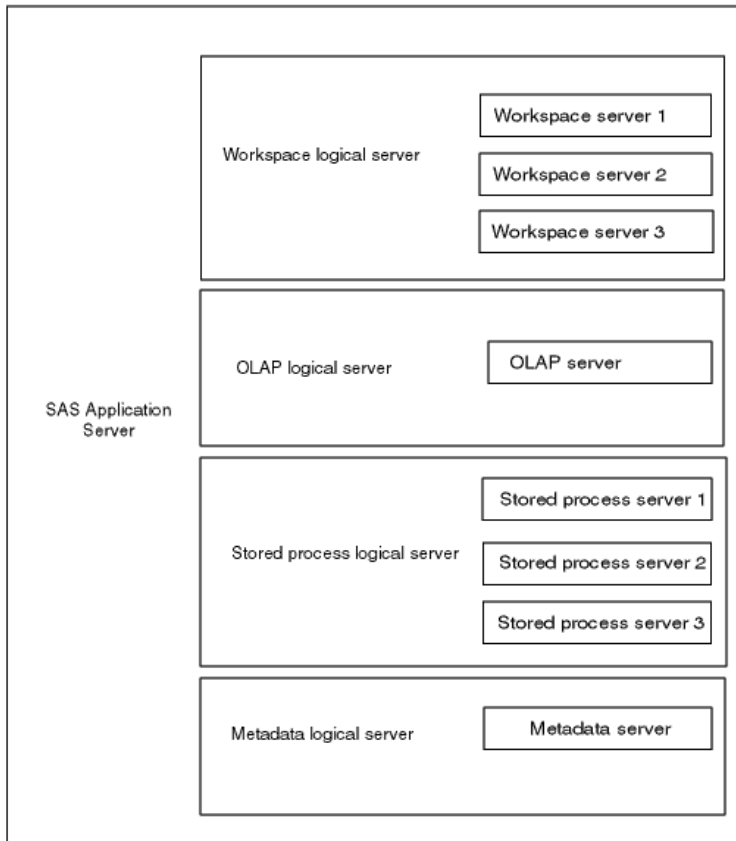 Workspace logical server
Workspace server 1
Workspace server 2
Workspace server 3
OLAP logical server
OLAP server
SAS Application
Server
Stored process logical server
Stored process server 1
Stored process server 2
Stored process server 3
Metadata logical server
Metadata server